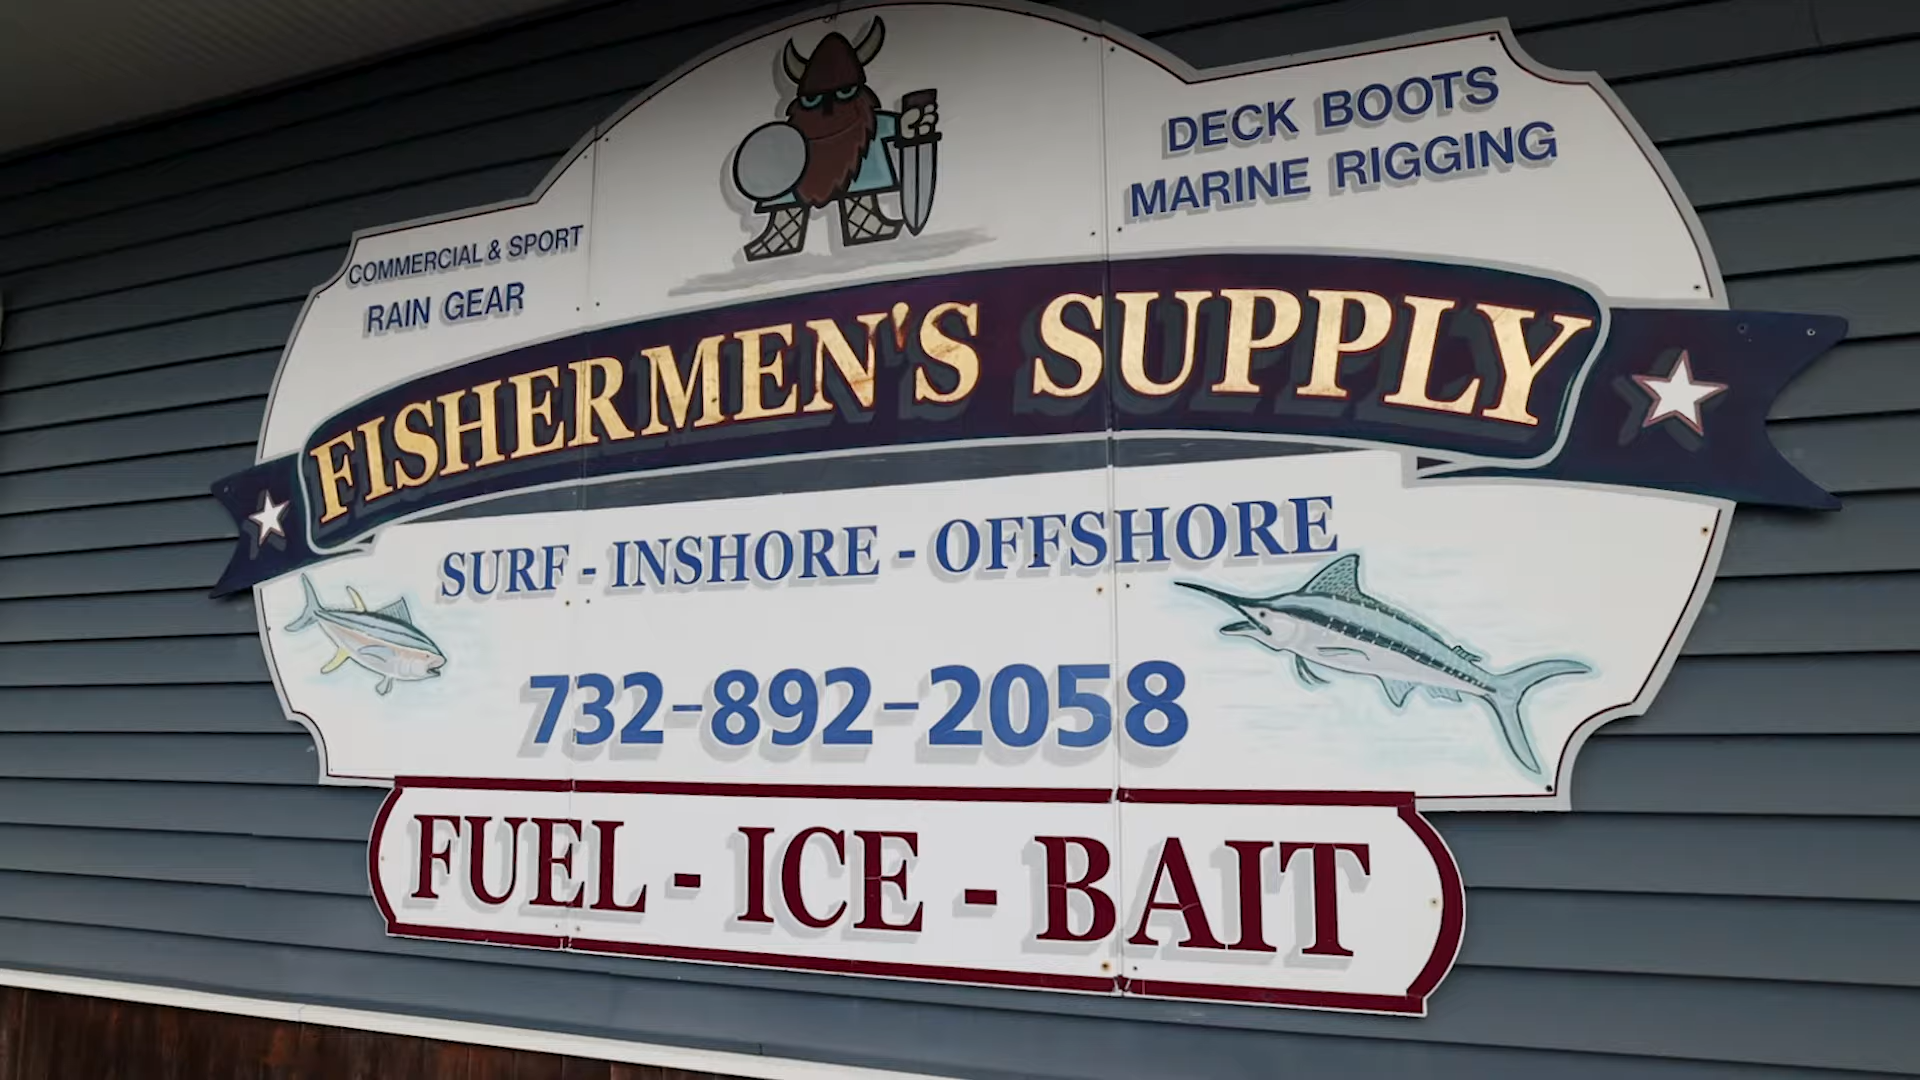 COMMERCIAL & SPORT
RAIN GEAR
DECK BOOTS
MARINE RIGGING
FISHERMEN'S SUPPLY
SURF - INSHORE - OFFSHORE
732-892-2058
FUEL - ICE - BAIT